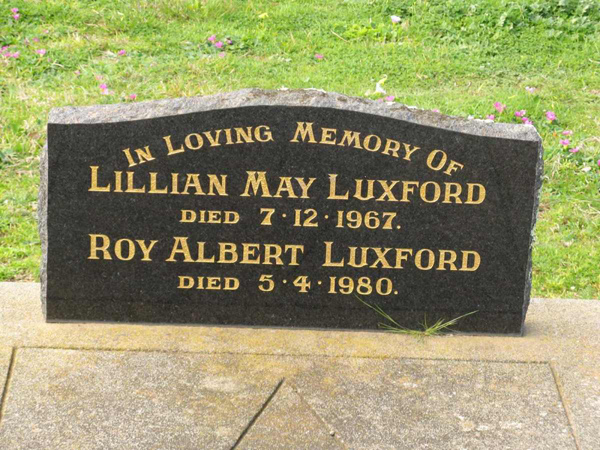 In Loving Memory Of
Lillian May Luxford
died 7·12·1967.
Roy Albert Luxford
died 5·4·1980.